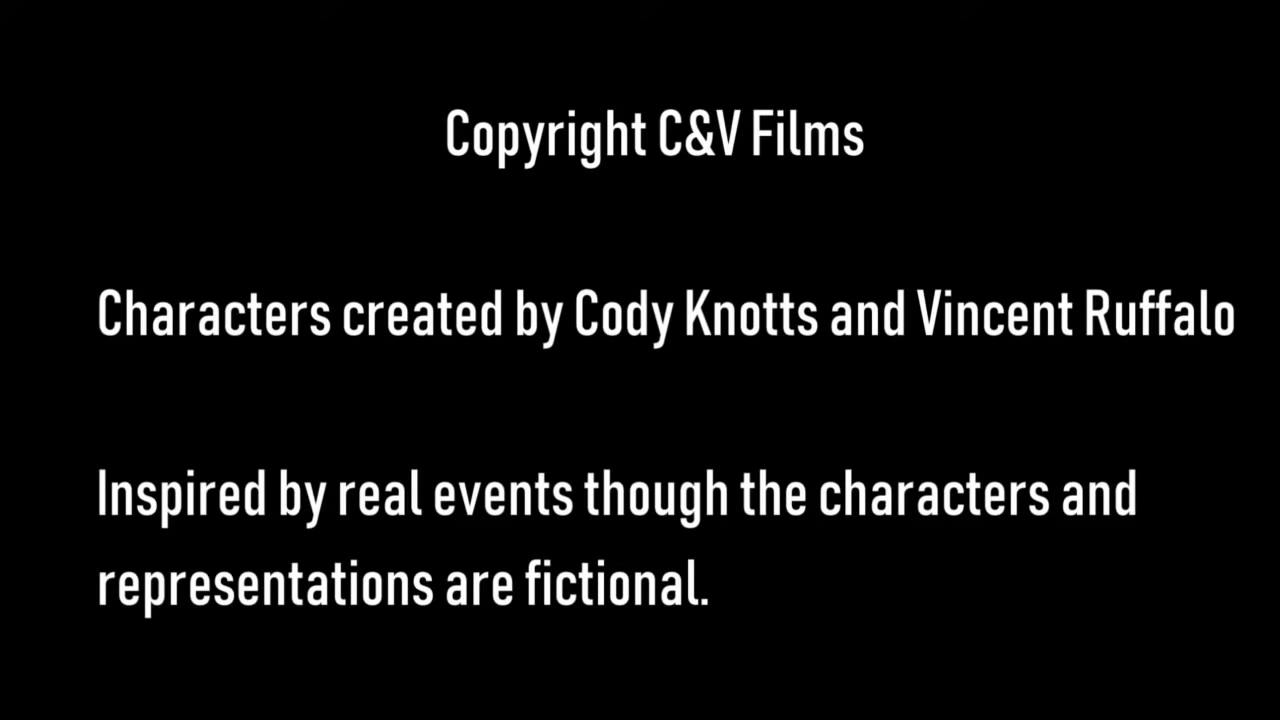 Copyright C&V Films
Characters created by Cody Knotts and Vincent Ruffalo
Inspired by real events though the characters and
representations are fictional.